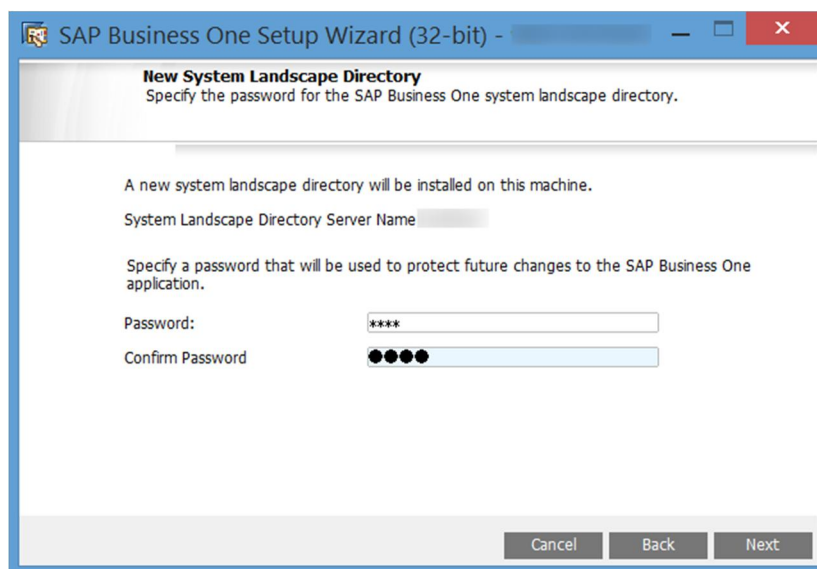 SAP Business One Setup Wizard (32-bit) -
New System Landscape Directory
Specify the password for the SAP Business One system landscape directory.
A new system landscape directory will be installed on this machine.
System Landscape Directory Server Name
Specify a password that will be used to protect future changes to the SAP Business One
application.
Password: ****
Confirm Password ●●●●
Cancel Back Next